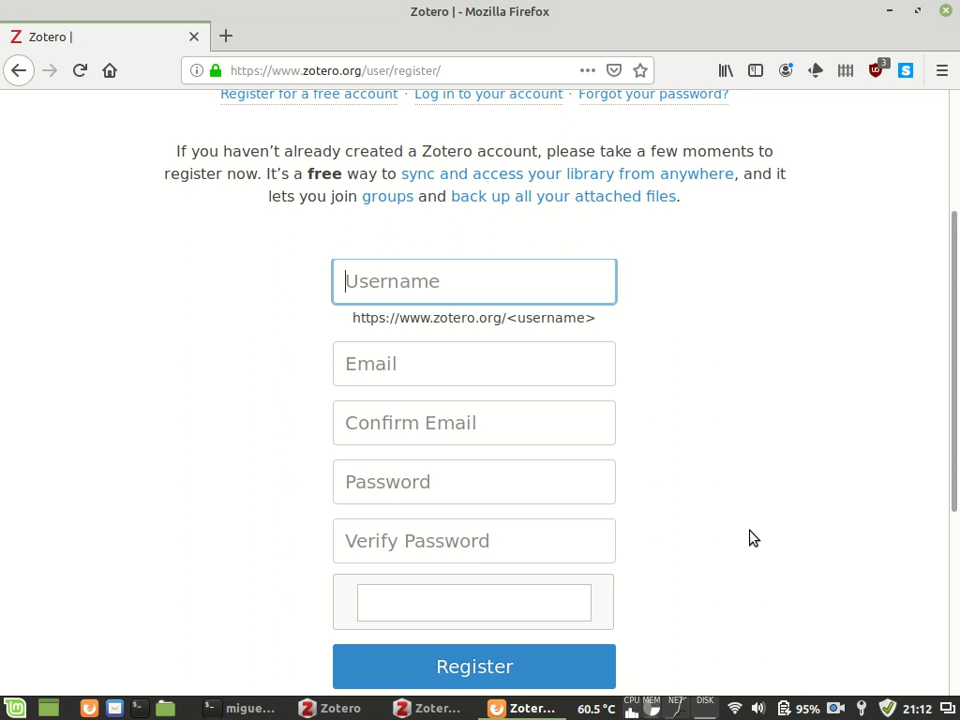 Zotero | - Mozilla Firefox
Zotero |
https://www.zotero.org/user/register/
3
Register for a free account · Log in to your account · Forgot your password?
If you haven’t already created a Zotero account, please take a few moments to
register now. It’s a free way to sync and access your library from anywhere, and it
lets you join groups and back up all your attached files.
Username
https://www.zotero.org/<username>
Email
Confirm Email
Password
Verify Password
Register
migue...
Zotero
Zoter...
Zoter...
60.5 °C
CPU MEM NET DISK
95%
21:12